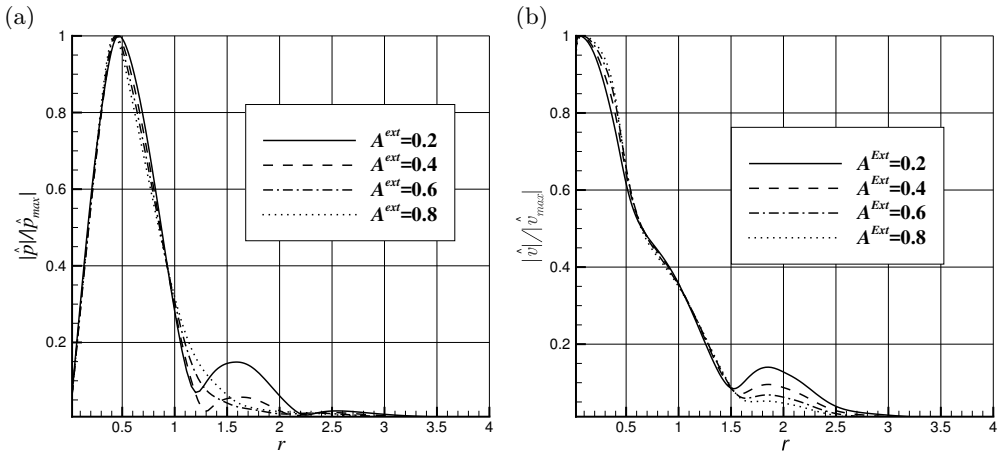 (a)
|p̂|/|p̂max|
1
0.8
0.6
0.4
0.2
0.5 1 1.5 2 2.5 3 3.5 4
r
A^ext=0.2
A^ext=0.4
A^ext=0.6
A^ext=0.8
(b)
|v̂|/|v̂max|
1
0.8
0.6
0.4
0.2
0.5 1 1.5 2 2.5 3 3.5 4
r
A^Ext=0.2
A^Ext=0.4
A^Ext=0.6
A^Ext=0.8